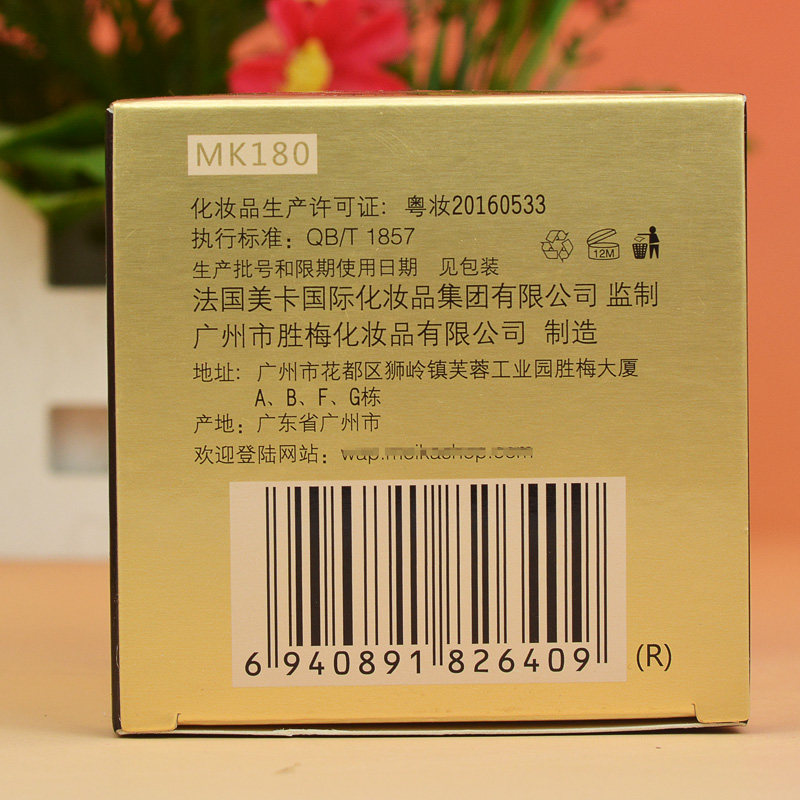 MK180
化妆品生产许可证: 粤妆20160533
执行标准: QB/T 1857
12M
生产批号和限期使用日期 见包装
法国美卡国际化妆品集团有限公司 监制
广州市胜梅化妆品有限公司 制造
地址: 广州市花都区狮岭镇芙蓉工业园胜梅大厦
A、B、F、G栋
产地: 广东省广州市
欢迎登陆网站:
6 940891 826409 (R)